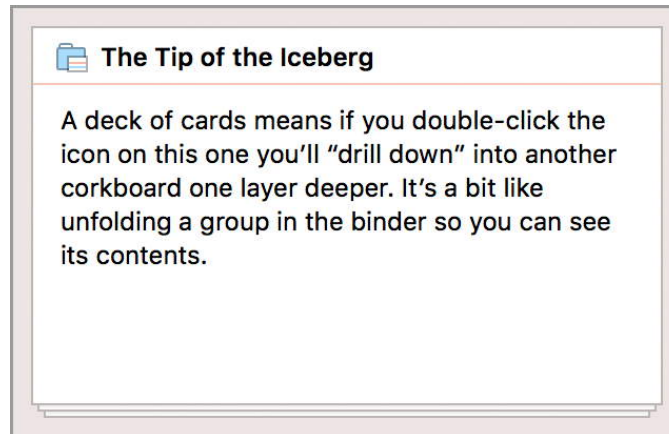 The Tip of the Iceberg
A deck of cards means if you double-click the
icon on this one you’ll “drill down” into another
corkboard one layer deeper. It’s a bit like
unfolding a group in the binder so you can see
its contents.